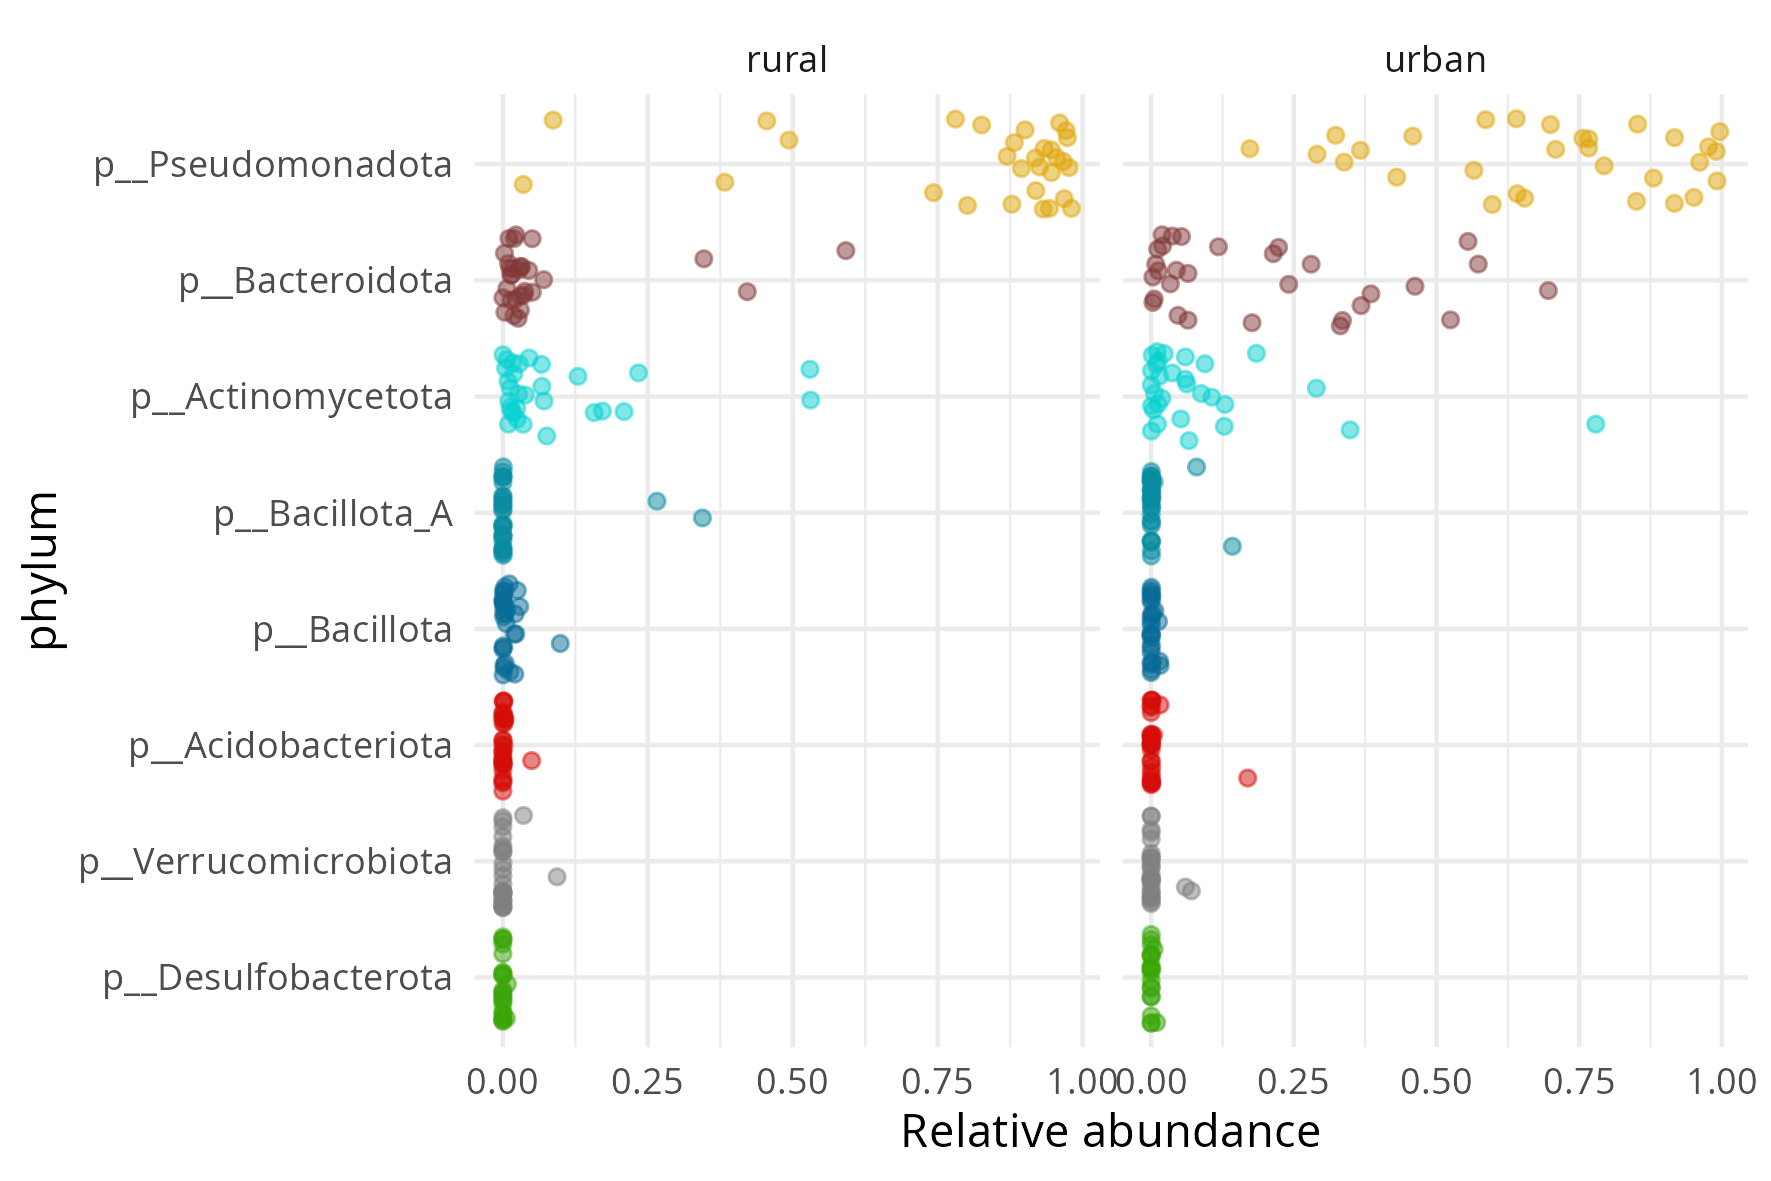 rural urban
p__Pseudomonadota
p__Bacteroidota
p__Actinomycetota
p__Bacillota_A
p__Bacillota
p__Acidobacteriota
p__Verrucomicrobiota
p__Desulfobacterota
phylum
0.00 0.25 0.50 0.75 1.00 0.00 0.25 0.50 0.75 1.00
Relative abundance